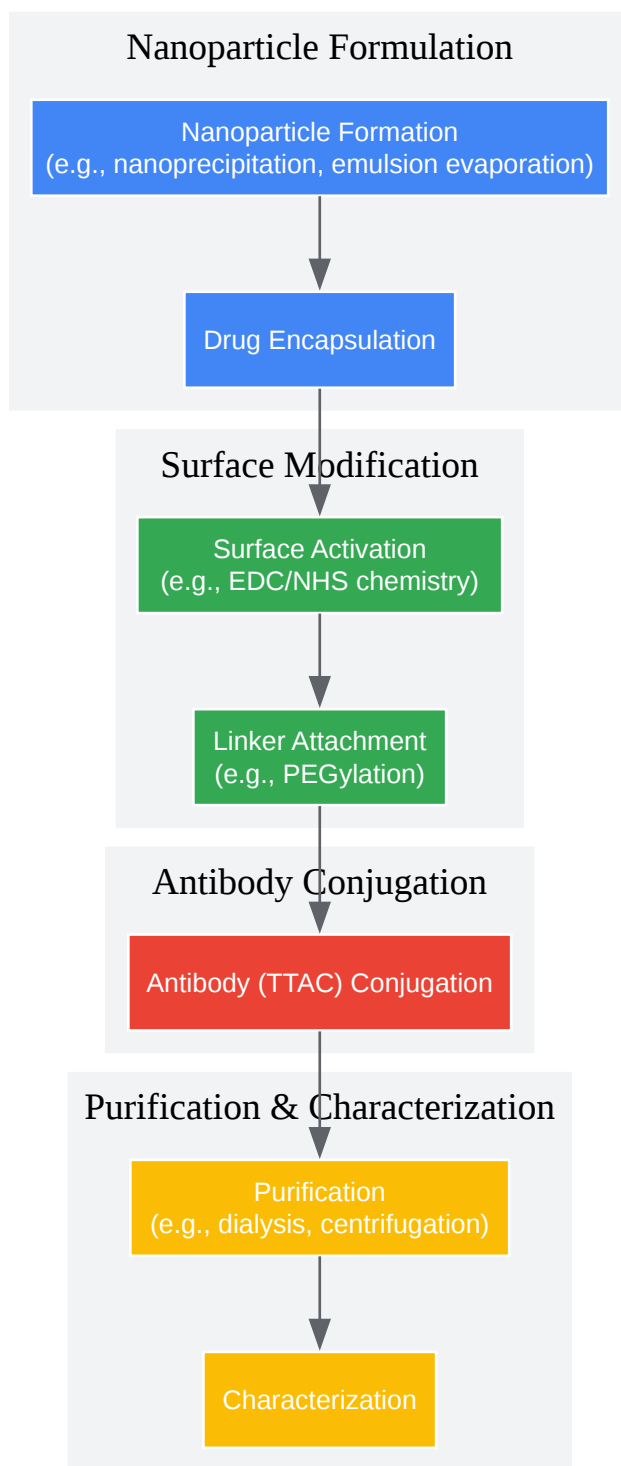 Nanoparticle Formulation
Nanoparticle Formation
(e.g., nanoprecipitation, emulsion evaporation)
Drug Encapsulation
Surface Modification
Surface Activation
(e.g., EDC/NHS chemistry)
Linker Attachment
(e.g., PEGylation)
Antibody Conjugation
Antibody (TTAC) Conjugation
Purification & Characterization
Purification
(e.g., dialysis, centrifugation)
Characterization